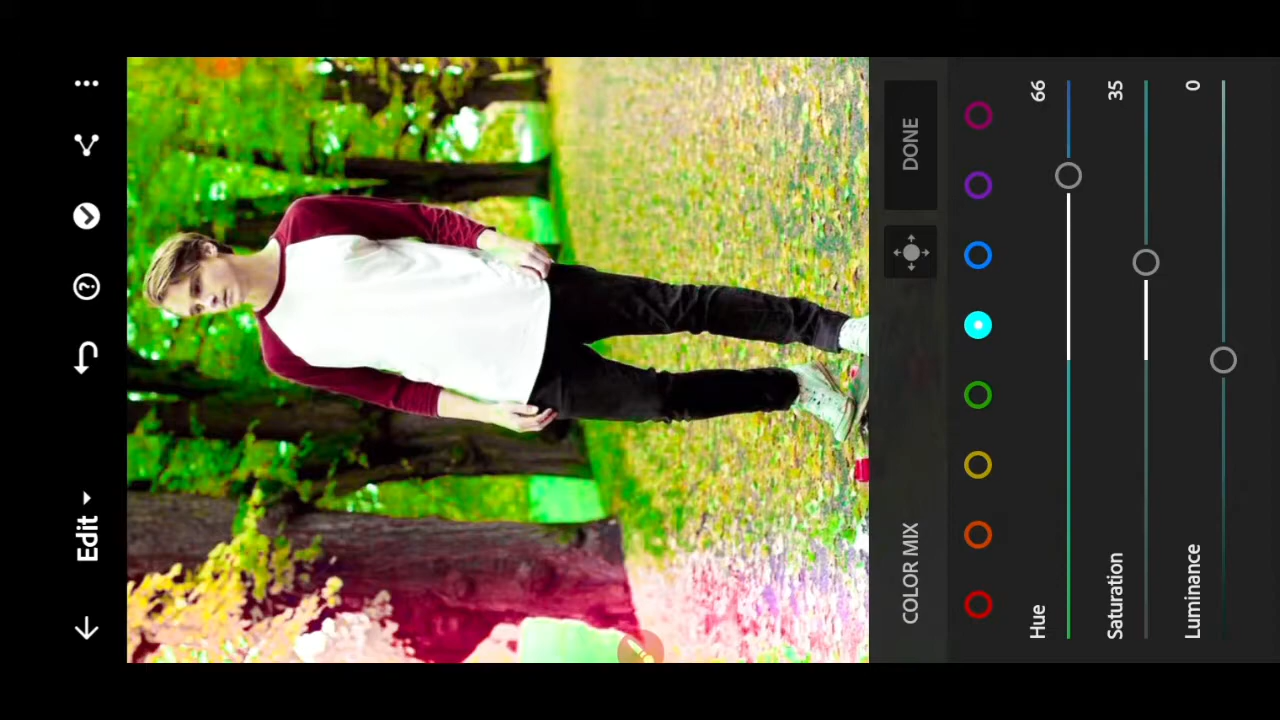 Edit
COLOR MIX
DONE
Hue
66
Saturation
35
Luminance
0